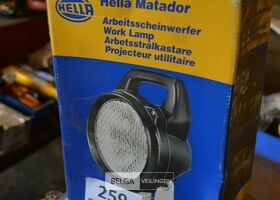 HELLA
Hella Matador
Arbeitsscheinwerfer
Work Lamp
Arbetsstrålkastare
Projecteur utilitaire
259
BELGA VEILINGEN